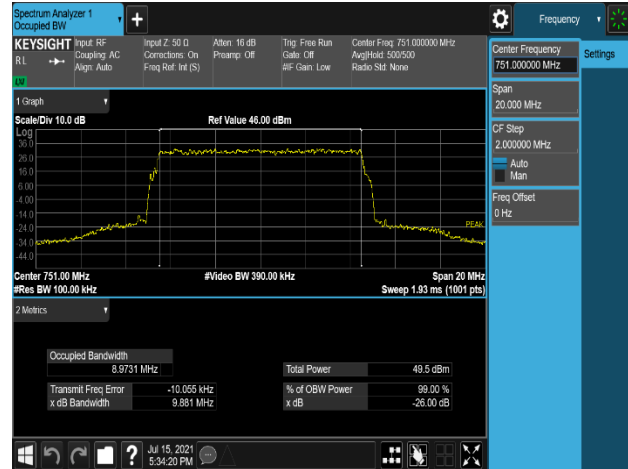 Spectrum Analyzer 1
Occupied BW
Frequency
KEYSIGHT
RL
Input: RF
Coupling: AC
Align: Auto
Input Z: 50 Ω
Corrections: On
Freq Ref: Int (S)
Atten: 16 dB
Preamp: Off
Trig: Free Run
Gate: Off
#IF Gain: Low
Center Freq: 751.000000 MHz
Avg|Hold: 500/500
Radio Std: None
Center Frequency
751.000000 MHz
Settings
Span
20.000 MHz
CF Step
2.000000 MHz
Auto
Man
Freq Offset
0 Hz
1 Graph
Scale/Div 10.0 dB
Ref Value 46.00 dBm
Log
36.0
26.0
16.0
6.00
-4.00
-14.0
-24.0
-34.0
-44.0
PEAK
Center 751.00 MHz
#Video BW 390.00 kHz
Span 20 MHz
#Res BW 100.00 kHz
Sweep 1.93 ms (1001 pts)
2 Metrics
Occupied Bandwidth
8.9731 MHz
Total Power 49.5 dBm
Transmit Freq Error -10.055 kHz
% of OBW Power 99.00 %
x dB Bandwidth 9.881 MHz
x dB -26.00 dB
?
Jul 15, 2021
5:34:20 PM